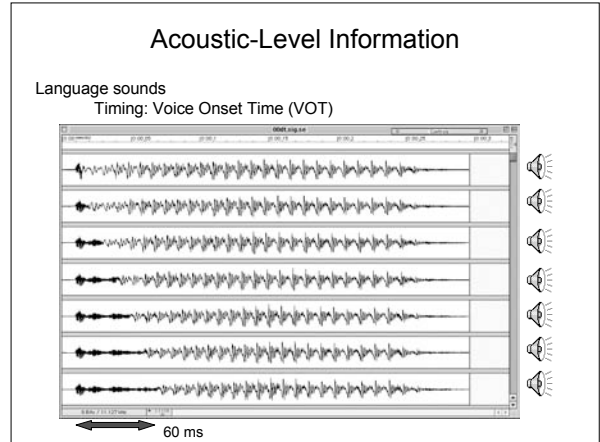 Acoustic-Level Information
Language sounds
Timing: Voice Onset Time (VOT)
60 ms